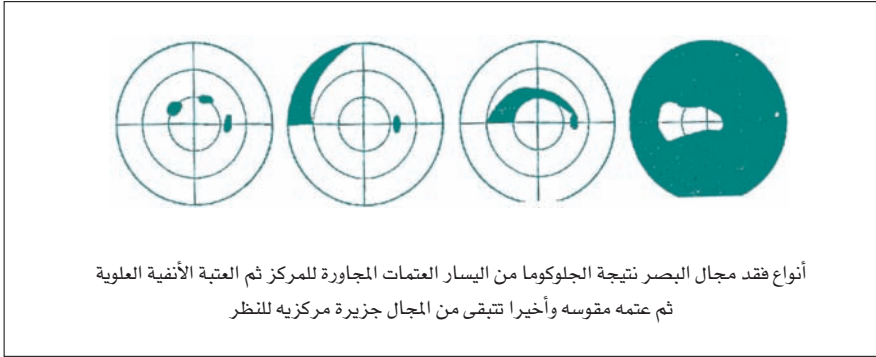 أنواع فقد مجال البصر نتيجة الجلوكوما من اليسار العتمات المجاورة للمركز ثم العتبة الأنفية العلوية
ثم عتمه مقوسه وأخيرا تتبقى من المجال جزيرة مركزيه للنظر